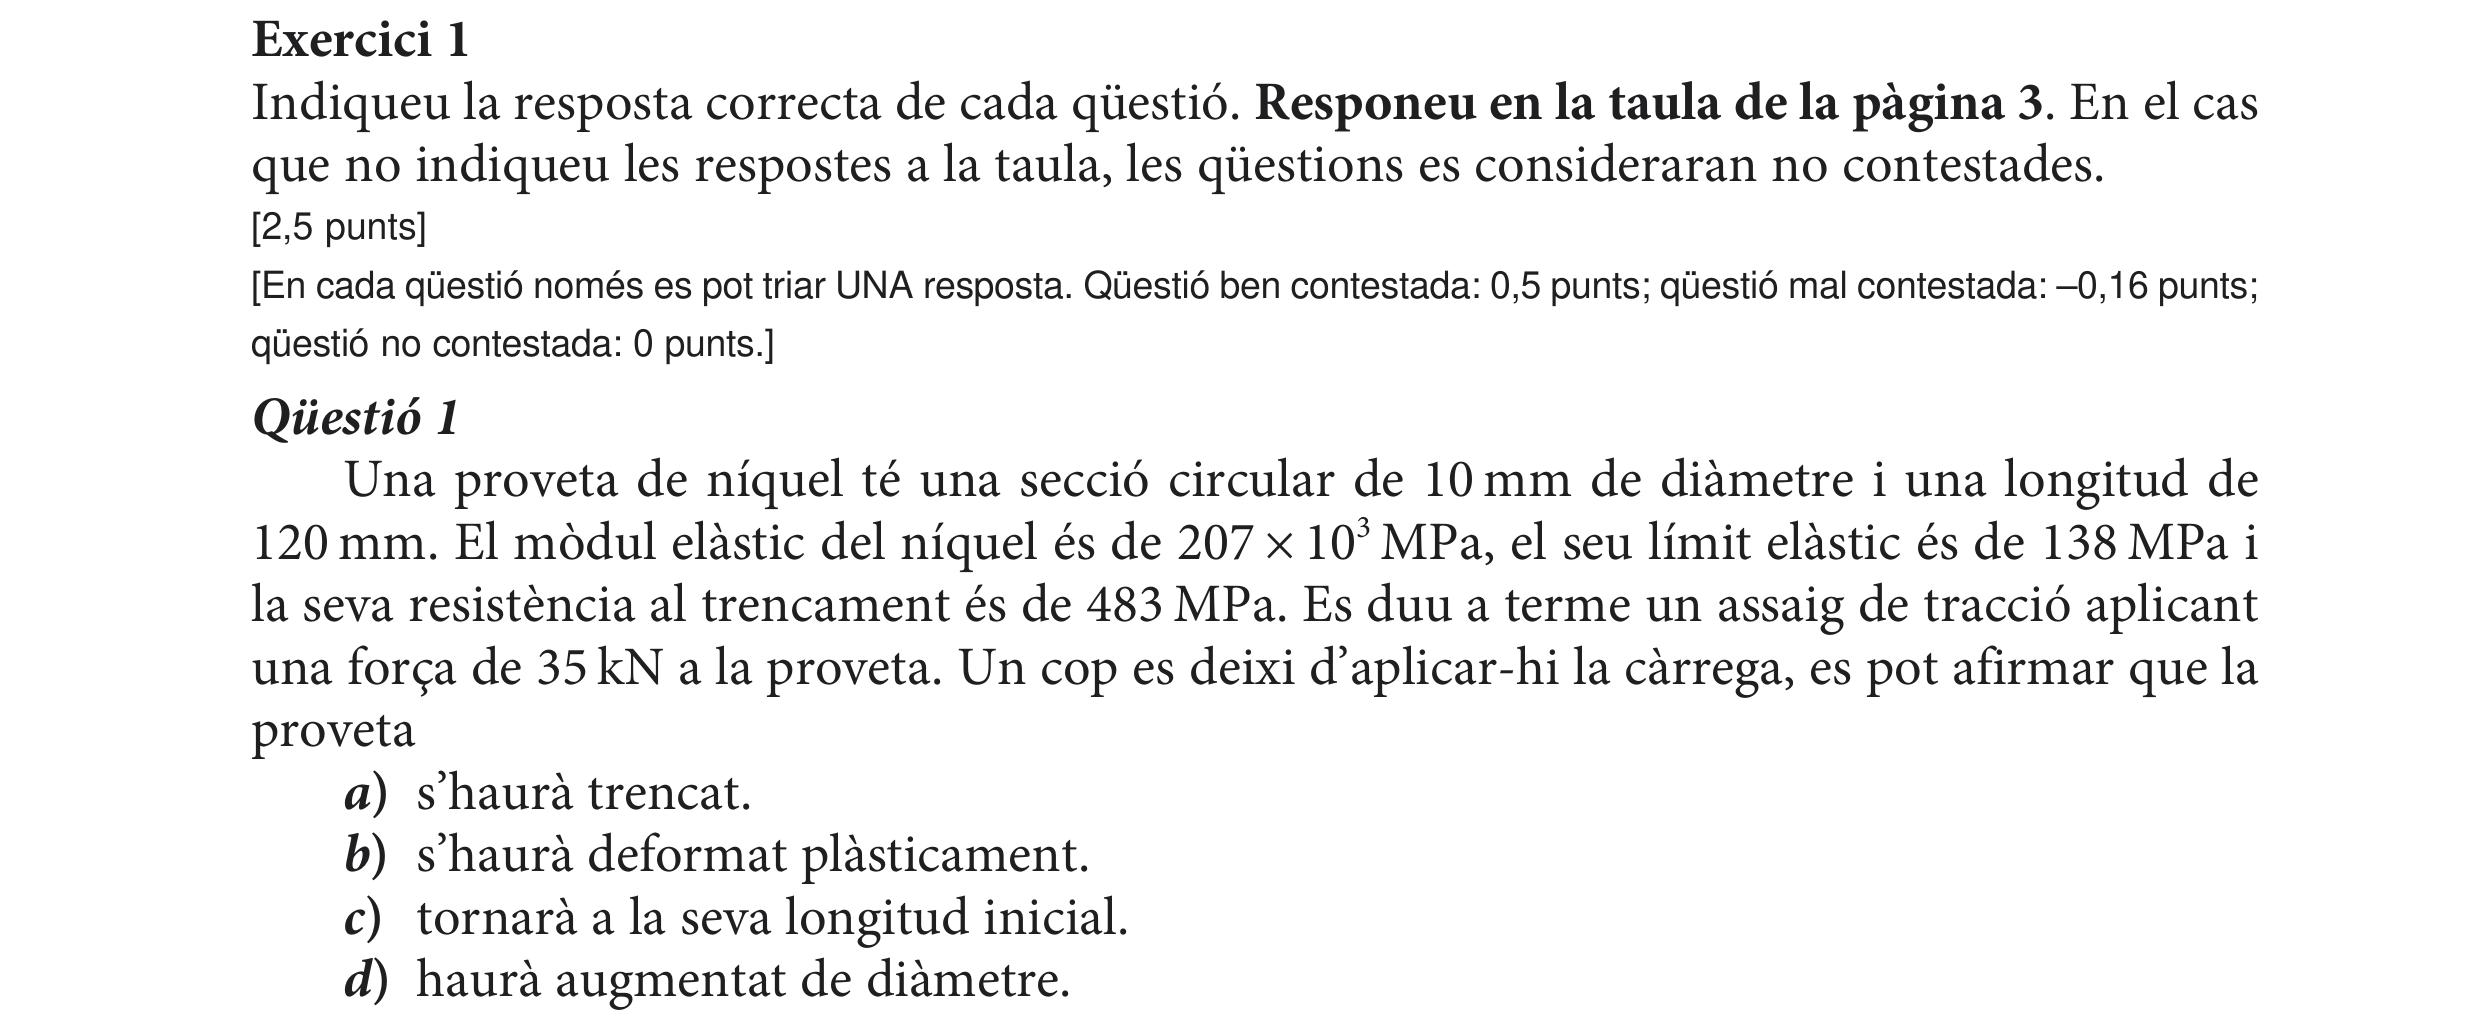 Exercici 1
Indiqueu la resposta correcta de cada qüestió. Responeu en la taula de la pàgina 3. En el cas
que no indiqueu les respostes a la taula, les qüestions es consideraran no contestades.
[2,5 punts]
[En cada qüestió només es pot triar UNA resposta. Qüestió ben contestada: 0,5 punts; qüestió mal contestada: –0,16 punts;
qüestió no contestada: 0 punts.]
Qüestió 1
Una proveta de níquel té una secció circular de 10 mm de diàmetre i una longitud de
120 mm. El mòdul elàstic del níquel és de 207 × 10³ MPa, el seu límit elàstic és de 138 MPa i
la seva resistència al trencament és de 483 MPa. Es duu a terme un assaig de tracció aplicant
una força de 35 kN a la proveta. Un cop es deixi d’aplicar-hi la càrrega, es pot afirmar que la
proveta
a) s’haurà trencat.
b) s’haurà deformat plàsticament.
c) tornarà a la seva longitud inicial.
d) haurà augmentat de diàmetre.